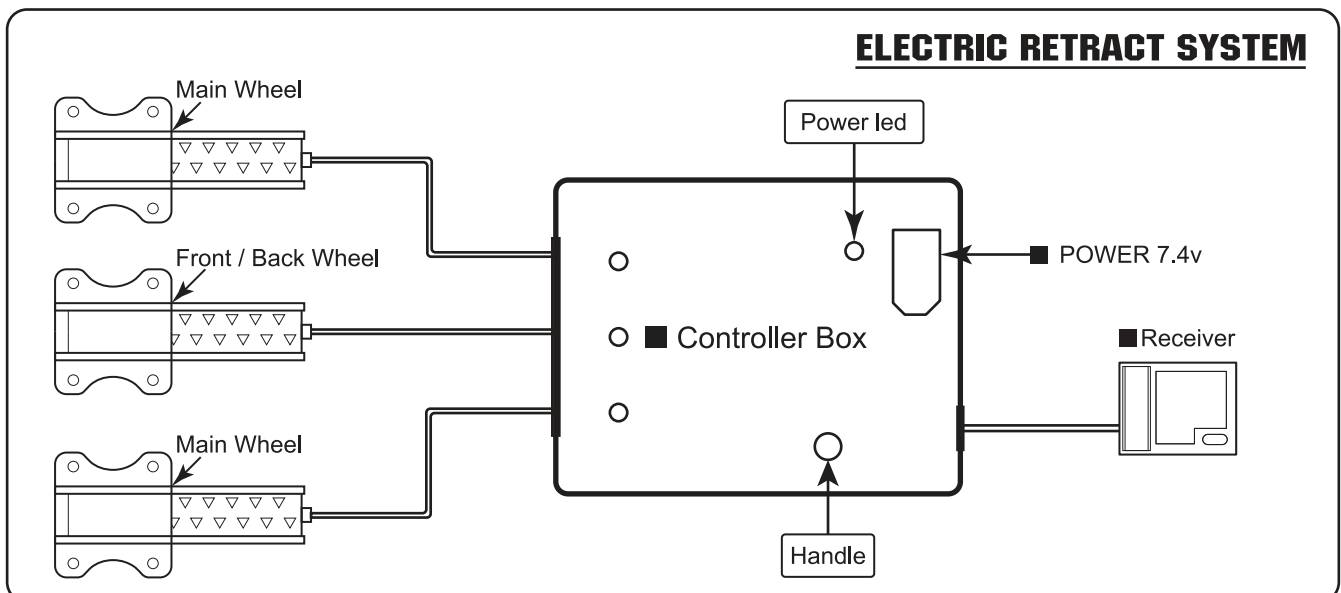 ELECTRIC RETRACT SYSTEM
Main Wheel
Power led
Front / Back Wheel
POWER 7.4v
Controller Box
Receiver
Main Wheel
Handle